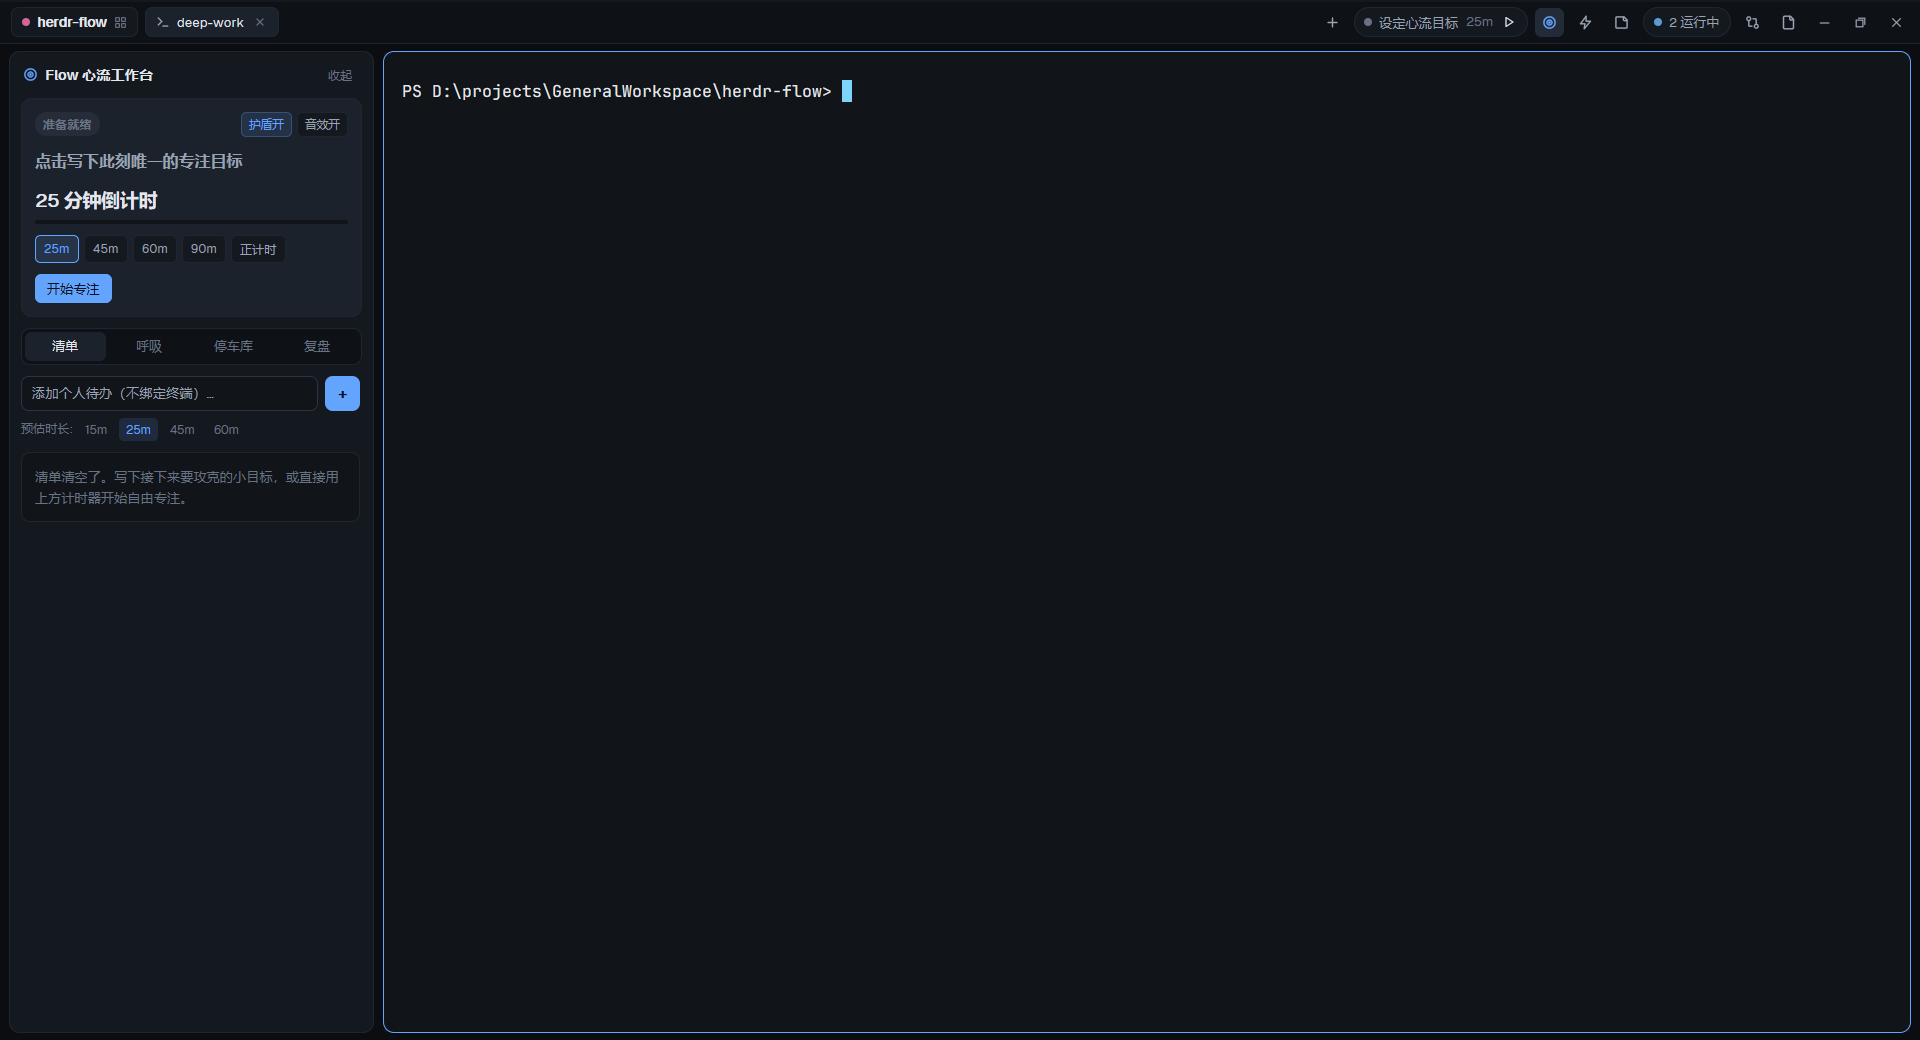 herdr-flow
deep-work
设定心流目标 25m
2 运行中
Flow 心流工作台
收起
准备就绪
护盾开
音效开
点击写下此刻唯一的专注目标
25 分钟倒计时
25m 45m 60m 90m 正计时
开始专注
清单 呼吸 停车库 复盘
添加个人待办（不绑定终端）…
+
预估时长: 15m 25m 45m 60m
清单清空了。写下接下来要攻克的小目标，或直接用
上方计时器开始自由专注。
PS D:\projects\GeneralWorkspace\herdr-flow>